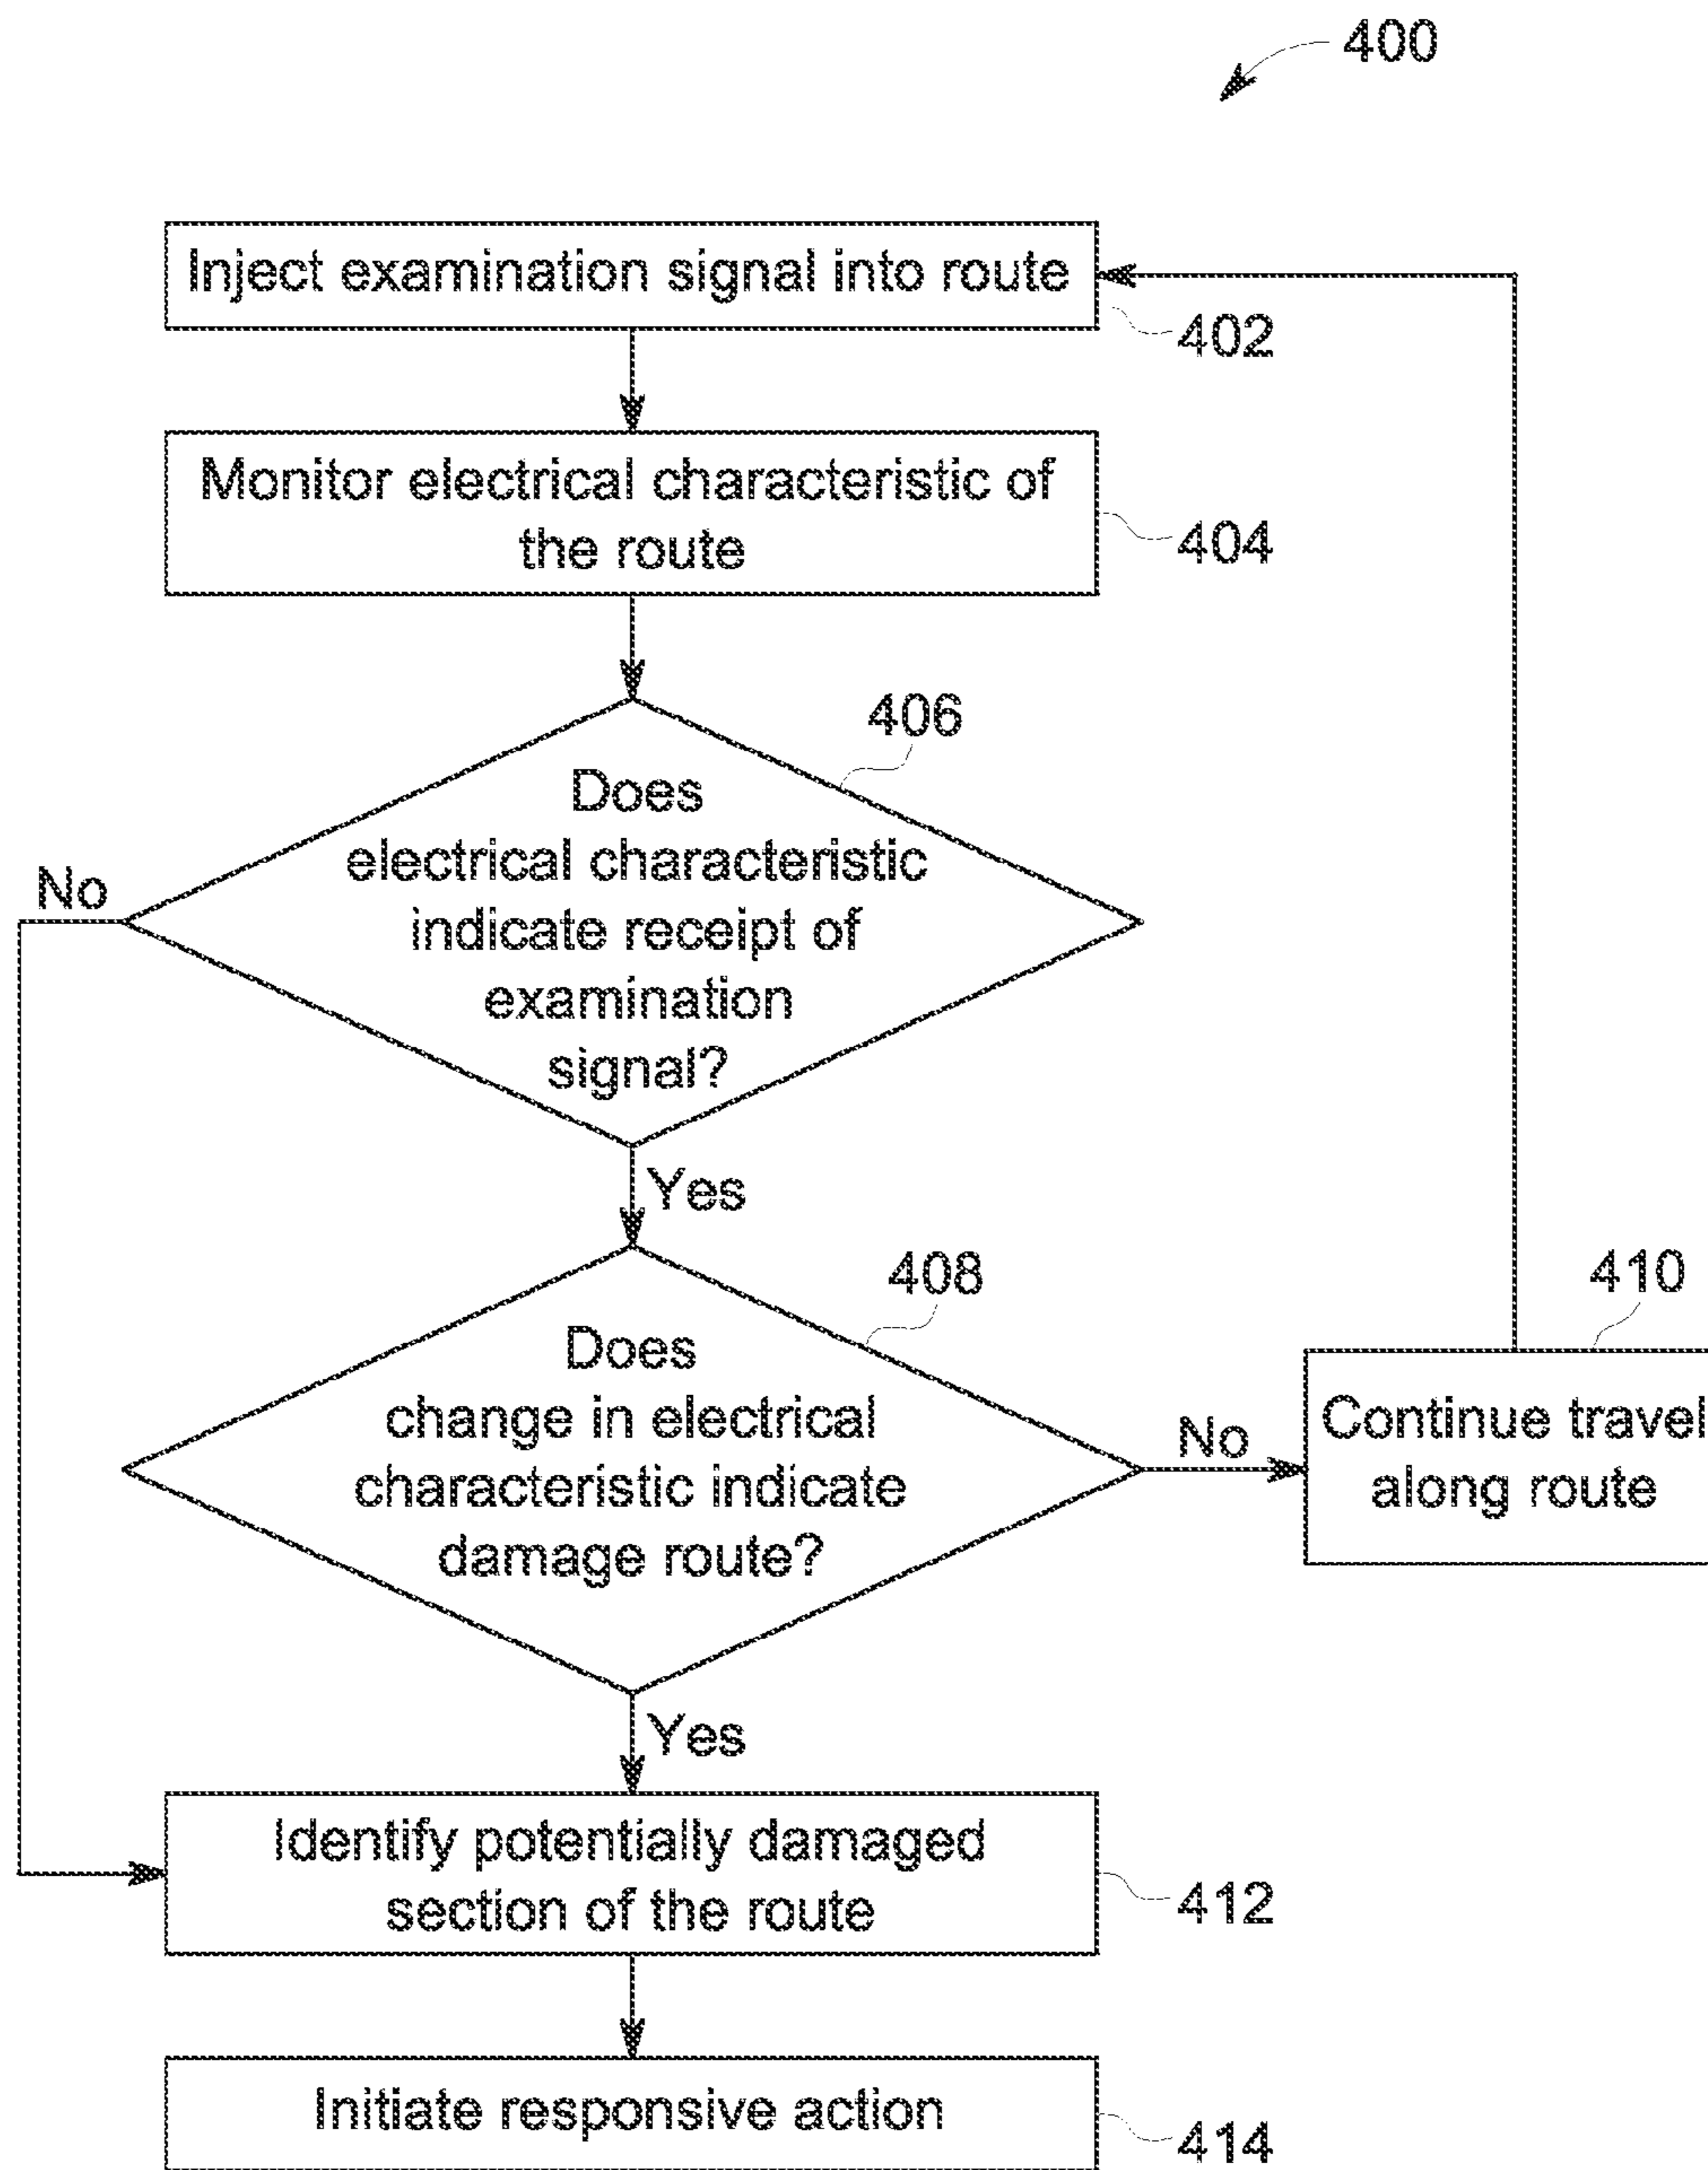 400
Inject examination signal into route
402
Monitor electrical characteristic of
the route
404
406
Does
electrical characteristic
indicate receipt of
examination
signal?
No
Yes
408
Does
change in electrical
characteristic indicate
damage route?
No
410
Continue travel
along route
Yes
Identify potentially damaged
section of the route
412
Initiate responsive action
414